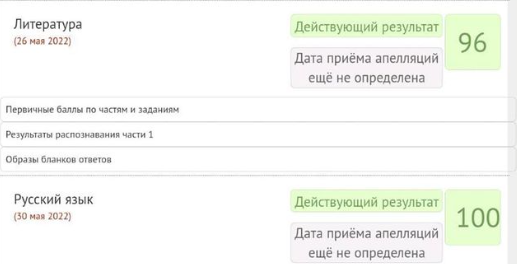 Литература
Действующий результат
96
(26 мая 2022)
Дата приёма апелляций
ещё не определена
Первичные баллы по частям и заданиям
Результаты распознавания части 1
Образы бланков ответов
Русский язык
Действующий результат
100
(30 мая 2022)
Дата приёма апелляций
ещё не определена